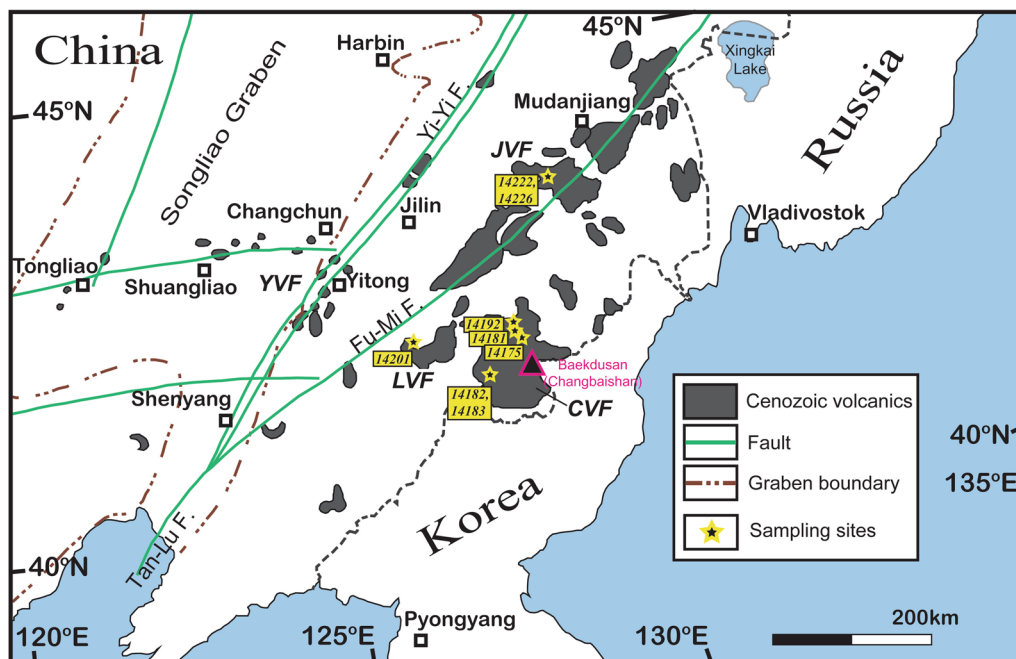 China
Harbin
45°N
Xingkai
Lake
Russia
45°N
Songliao Graben
Yi-Yi F.
Mudanjiang
JVF
14222,
14226
Changchun
Jilin
Vladivostok
Tongliao
Shuangliao
YVF
Yitong
Fu-Mi F.
14192
14181
14175
14201
LVF
Baekdusan
(Changbaishan)
14182,
14183
CVF
Shenyang
Cenozoic volcanics
Fault
Graben boundary
Sampling sites
40°N
135°E
Korea
Tan-Lu F.
40°N
Pyongyang
120°E
125°E
130°E
200km